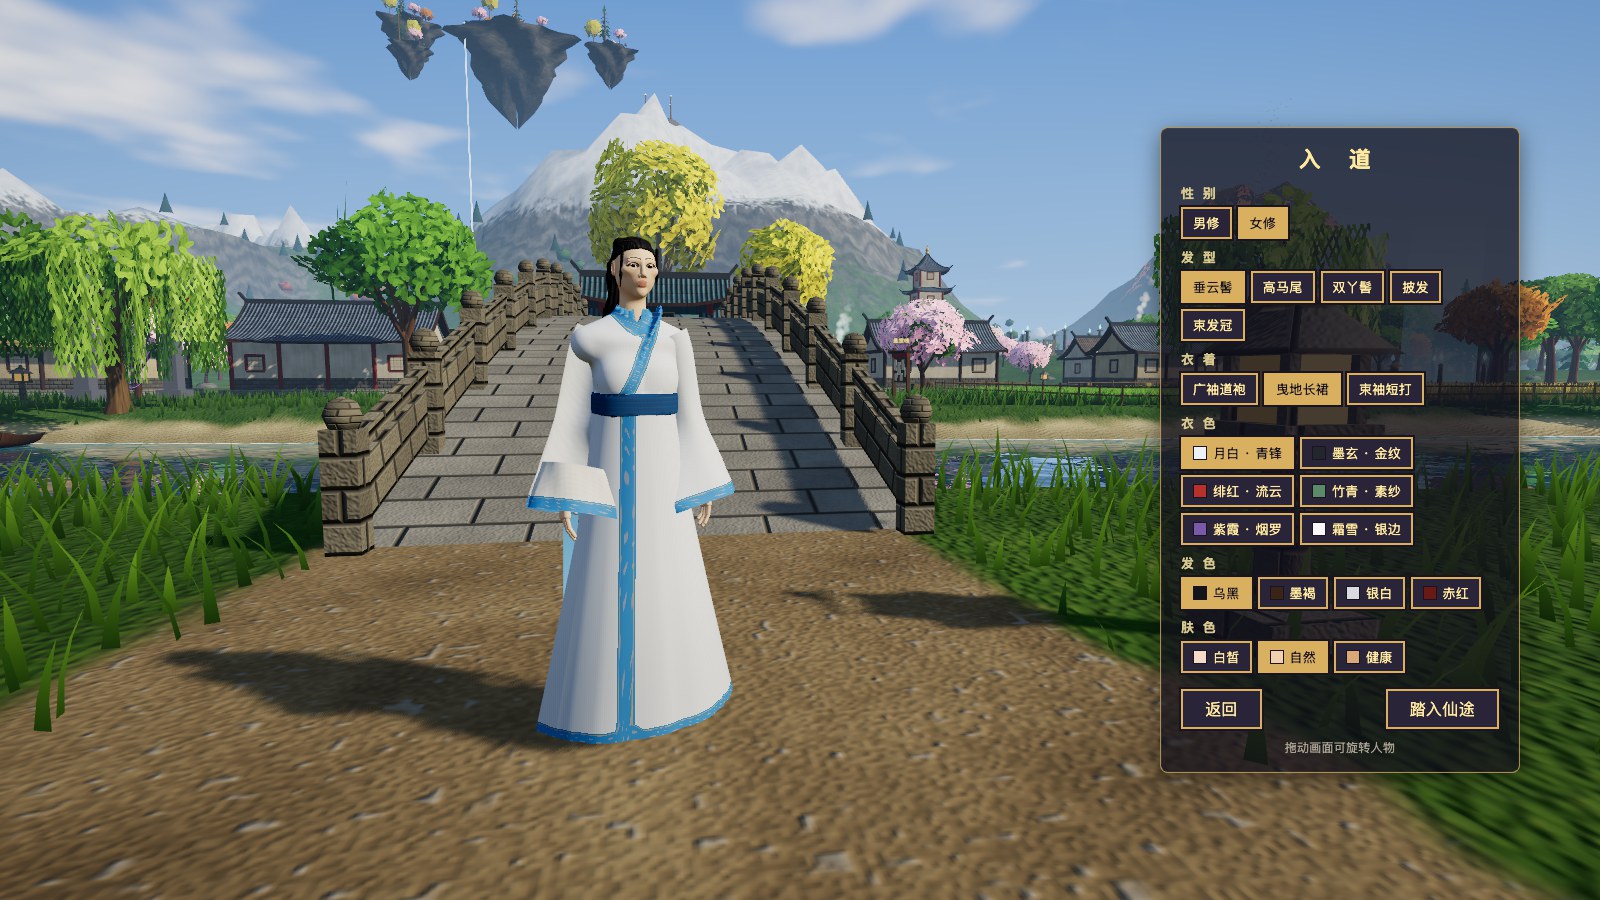 入 道
性 别
男修 女修
发 型
垂云髻 高马尾 双丫髻 披发
束发冠
衣 着
广袖道袍 曳地长裙 束袖短打
衣 色
月白 · 青锋 墨玄 · 金纹
绯红 · 流云 竹青 · 素纱
紫霞 · 烟罗 霜雪 · 银边
发 色
乌黑 墨褐 银白 赤红
肤 色
白皙 自然 健康
返回 踏入仙途
拖动画面可旋转人物